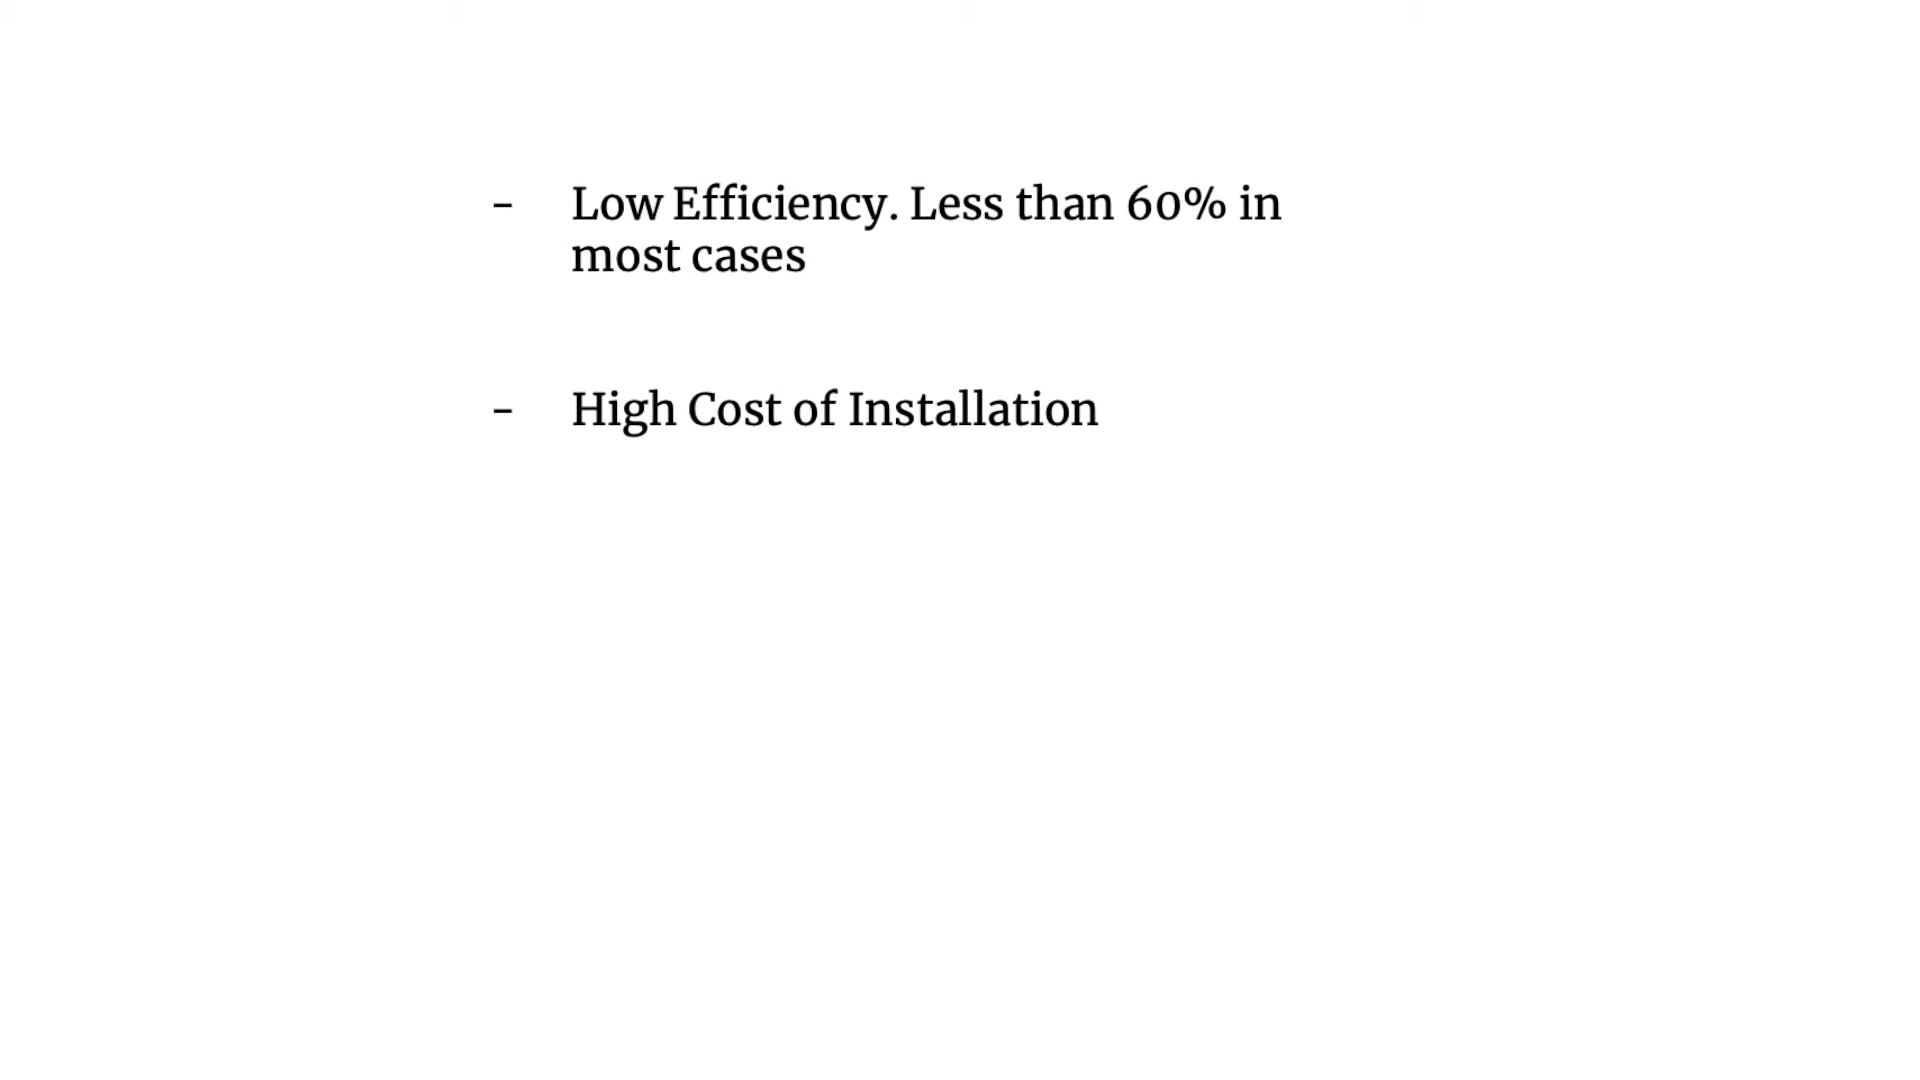 - Low Efficiency. Less than 60% in
most cases
- High Cost of Installation